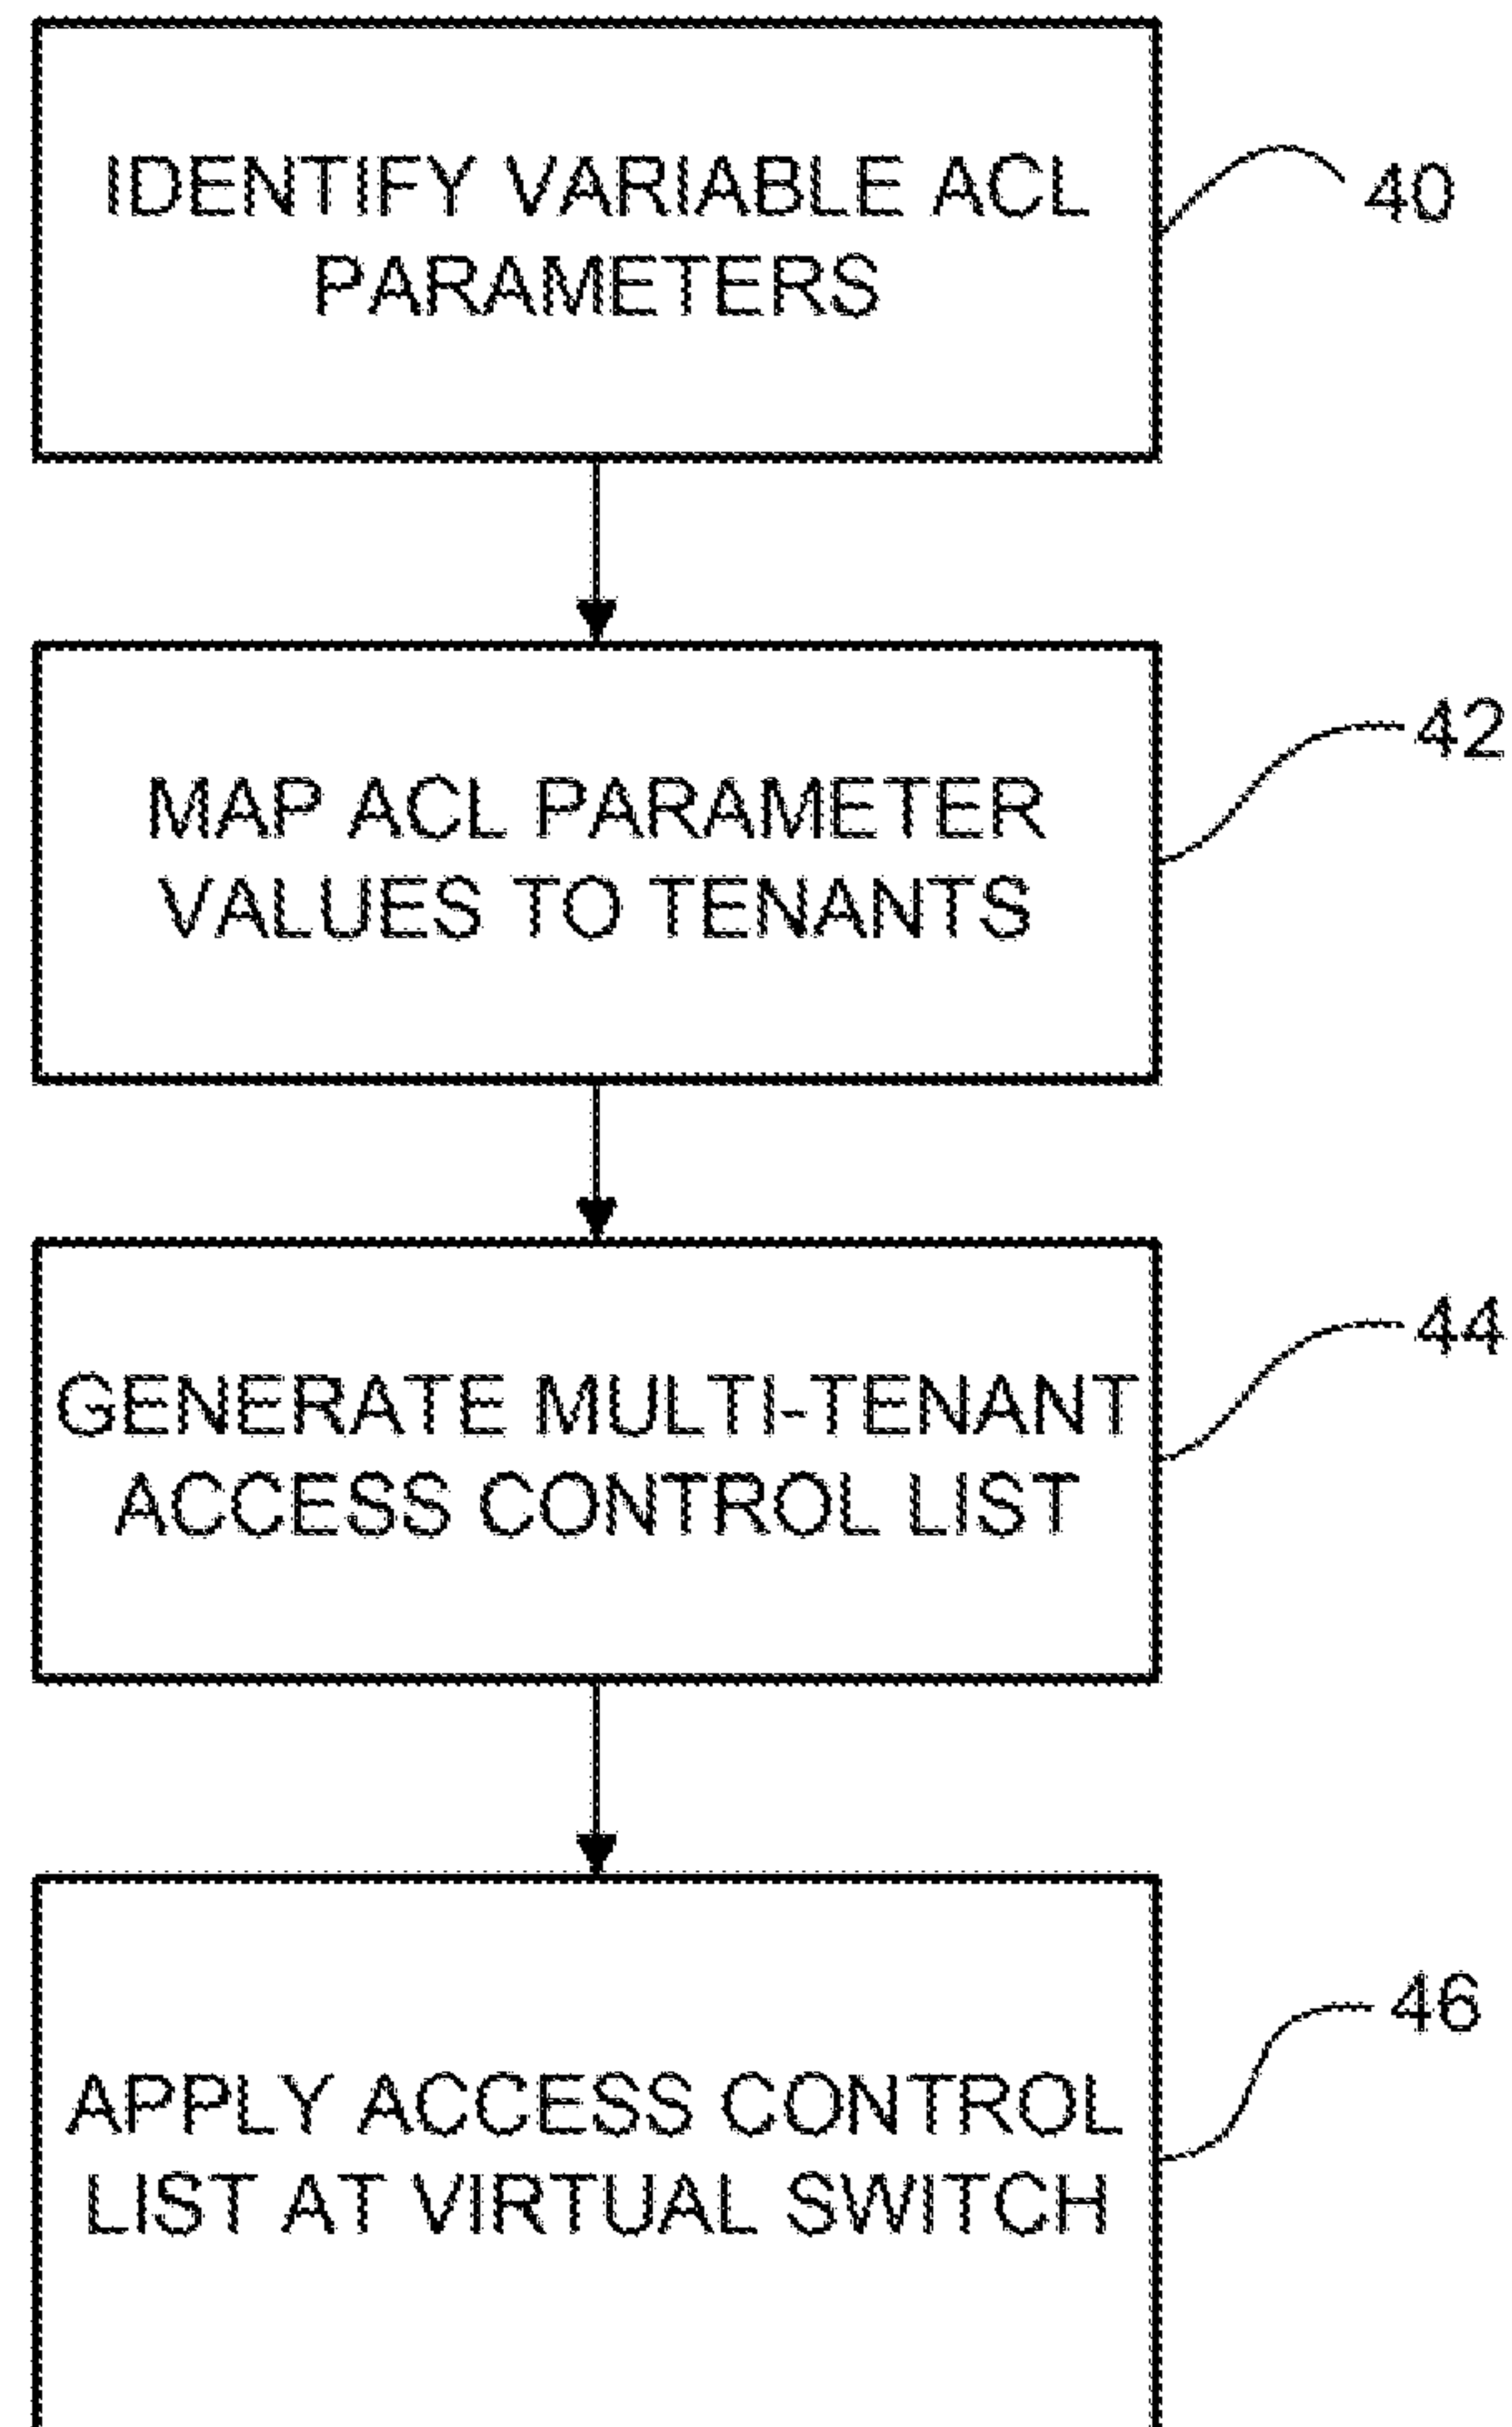 IDENTIFY VARIABLE ACL
PARAMETERS
40
MAP ACL PARAMETER
VALUES TO TENANTS
42
GENERATE MULTI-TENANT
ACCESS CONTROL LIST
44
APPLY ACCESS CONTROL
LIST AT VIRTUAL SWITCH
46